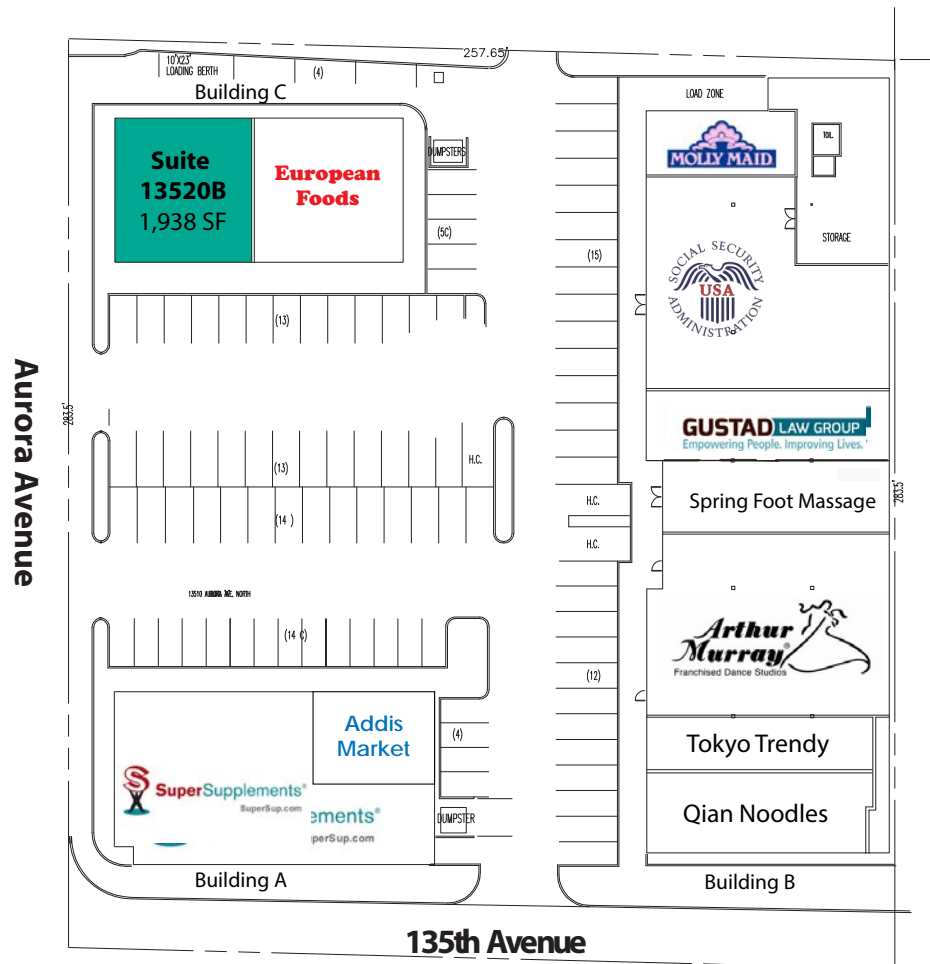 257.65'
10'X23'
LOADING BERTH
(4)
Building C
LOAD ZONE
Suite
13520B
1,938 SF
European
Foods
DUMPSTERS
MOLLY MAID
STORAGE
(5C)
(15)
SOCIAL SECURITY
USA
ADMINISTRATION
(13)
Aurora Avenue
283.5'
GUSTAD LAW GROUP
Empowering People. Improving Lives.
(13)
H.C.
(14 )
H.C.
H.C.
Spring Foot Massage
283.5'
13510 AURORA AVE. NORTH
(14 C)
Arthur
Murray®
Franchised Dance Studios
(12)
Addis
Market
(4)
Tokyo Trendy
SuperSupplements®
SuperSup.com
ements®
perSup.com
DUMPSTER
Qian Noodles
Building A
Building B
135th Avenue